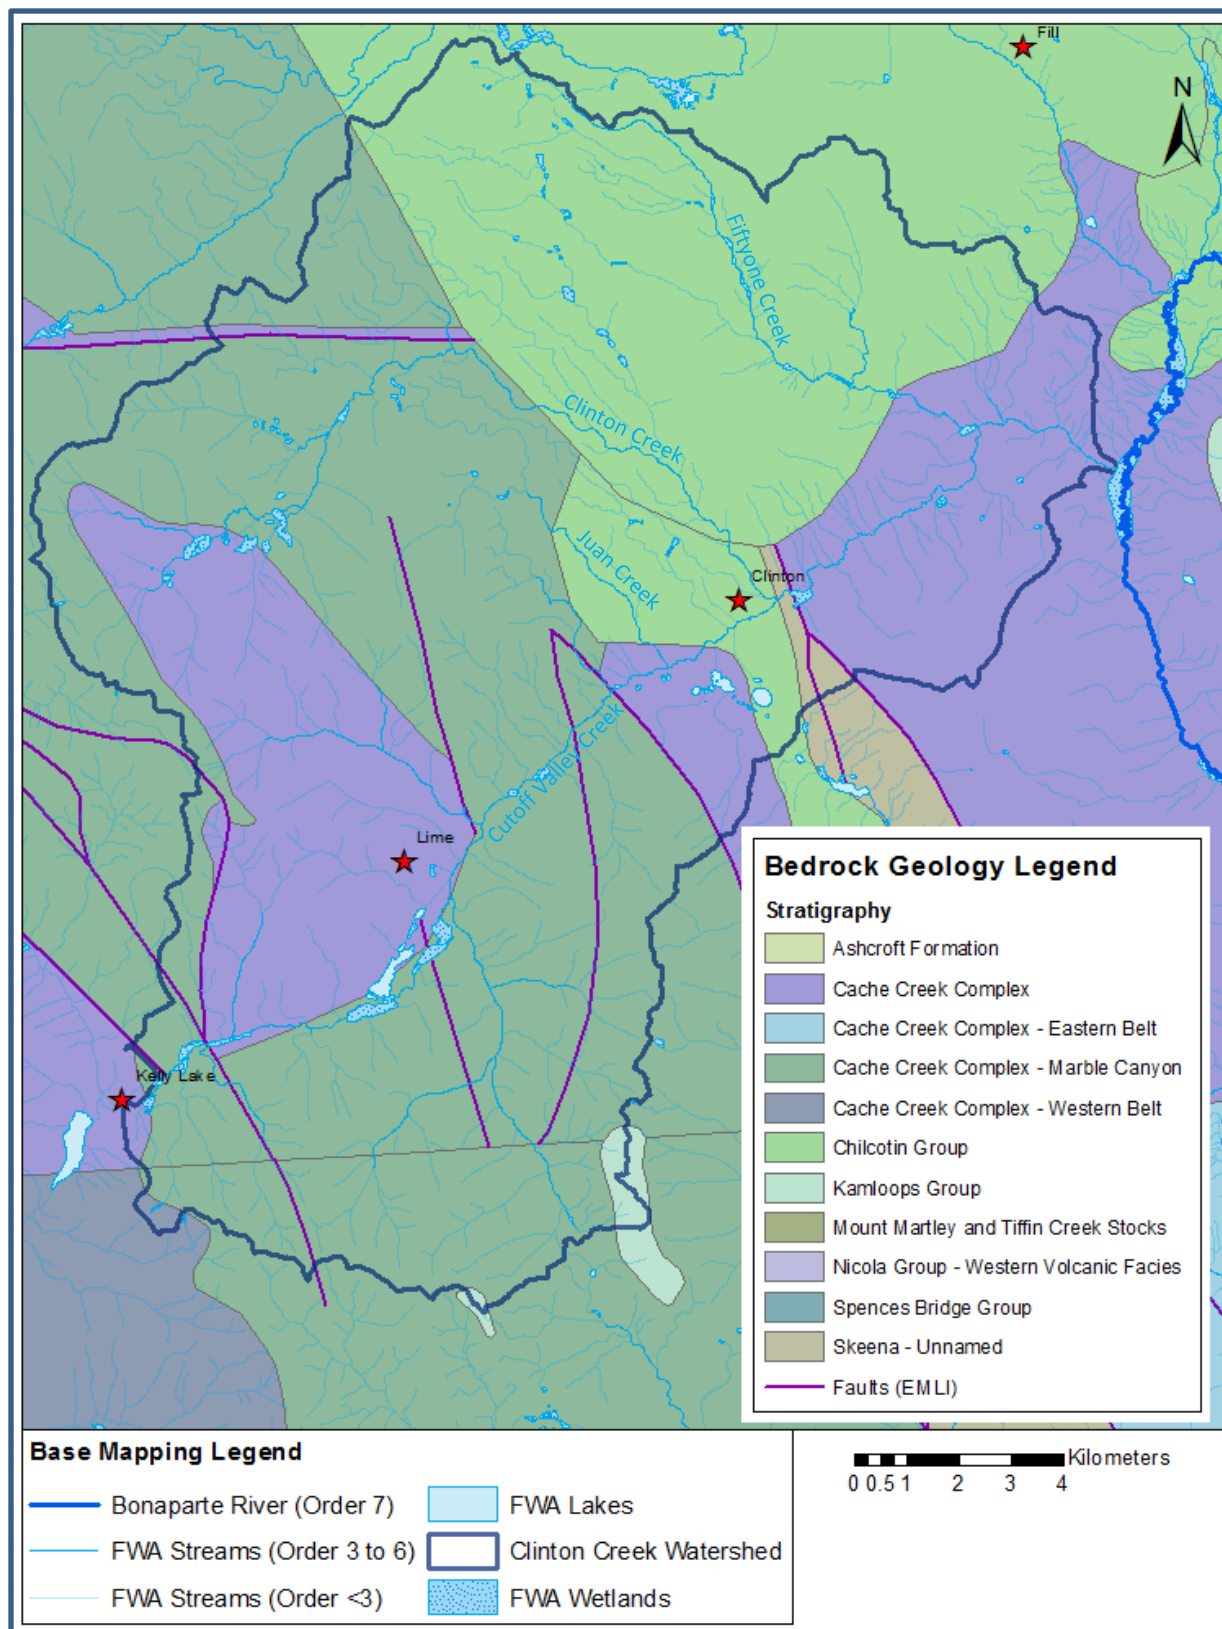 Fill
N
Fiftyone Creek
Clinton Creek
Juan Creek
Clinton
Cutoff Valley Creek
Lime
Kelly Lake
Bedrock Geology Legend
Stratigraphy
Ashcroft Formation
Cache Creek Complex
Cache Creek Complex - Eastern Belt
Cache Creek Complex - Marble Canyon
Cache Creek Complex - Western Belt
Chilcotin Group
Kamloops Group
Mount Martley and Tiffin Creek Stocks
Nicola Group - Western Volcanic Facies
Spences Bridge Group
Skeena - Unnamed
Faults (EMLI)
Base Mapping Legend
Bonaparte River (Order 7)
FWA Streams (Order 3 to 6)
FWA Streams (Order <3)
FWA Lakes
Clinton Creek Watershed
FWA Wetlands
Kilometers
0 0.5 1 2 3 4